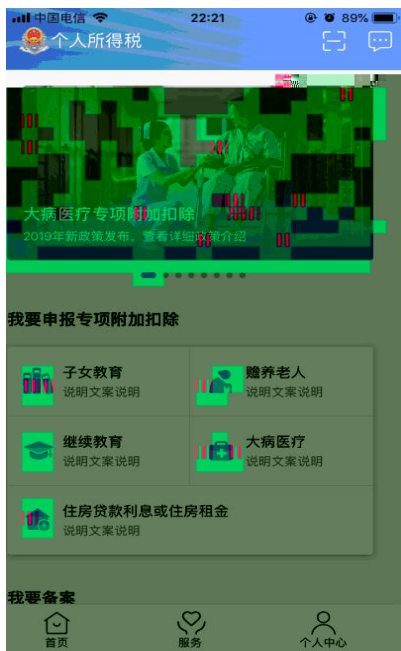 中国电信 22:21 89%
个人所得税
大病医疗专项附加扣除
2019年新政策发布，查看详细政策介绍
我要申报专项附加扣除
子女教育
说明文案说明
赡养老人
说明文案说明
继续教育
说明文案说明
大病医疗
说明文案说明
住房贷款利息或住房租金
说明文案说明
我要备案
首页 服务 个人中心